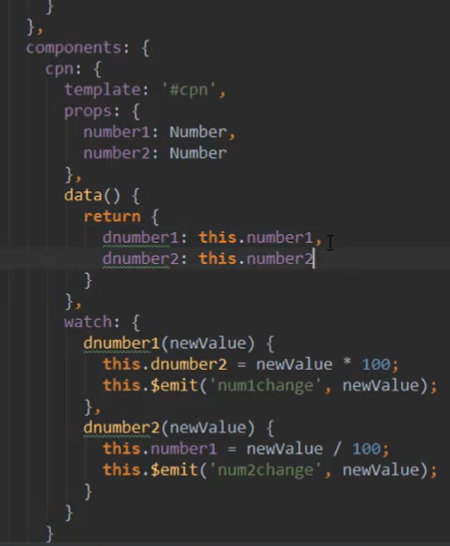 }
},
components: {
cpn: {
template: '#cpn',
props: {
number1: Number,
number2: Number
},
data() {
return {
dnumber1: this.number1,
dnumber2: this.number2
}
},
watch: {
dnumber1(newValue) {
this.dnumber2 = newValue * 100;
this.$emit('num1change', newValue);
},
dnumber2(newValue) {
this.number1 = newValue / 100;
this.$emit('num2change', newValue);
}
}
}